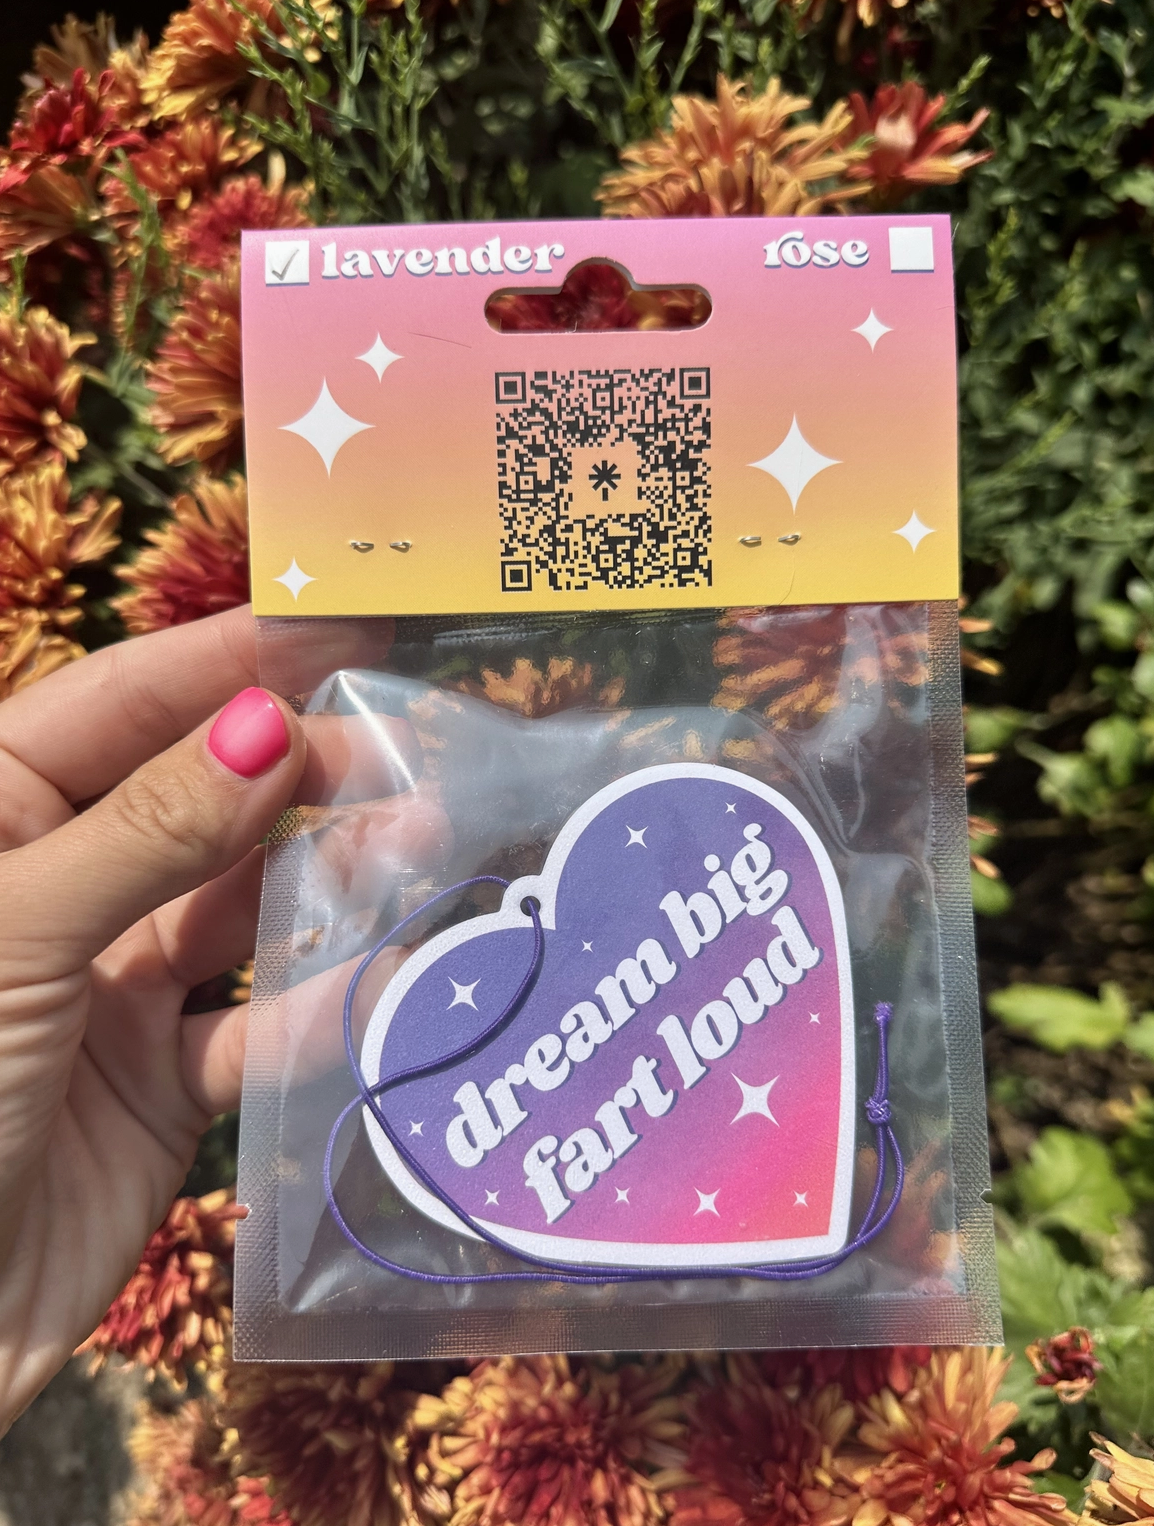 lavender
rose
dream big
fart loud